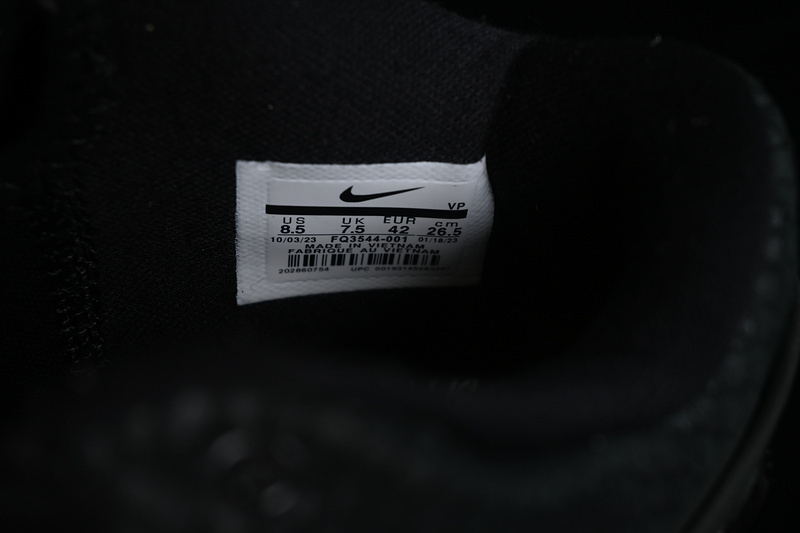 VP
US UK EUR cm
8.5 7.5 42 26.5
10/03/23 FQ3544-001 01/18/23
MADE IN VIETNAM
FABRIQUE AU VIETNAM
202860754 UPC